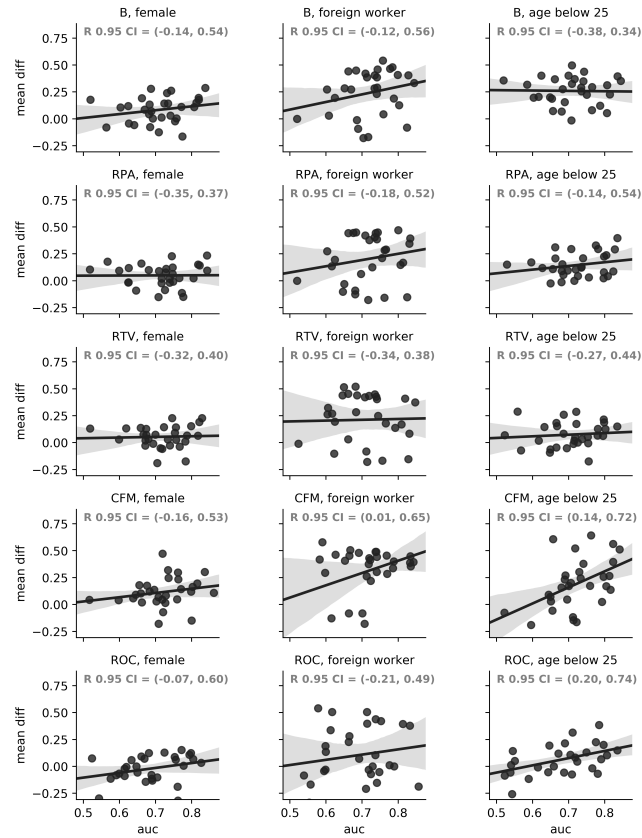 B, female
B, foreign worker
B, age below 25
R 0.95 CI = (-0.14, 0.54)
R 0.95 CI = (-0.12, 0.56)
R 0.95 CI = (-0.38, 0.34)
mean diff
0.75
0.50
0.25
0.00
−0.25
RPA, female
RPA, foreign worker
RPA, age below 25
R 0.95 CI = (-0.35, 0.37)
R 0.95 CI = (-0.18, 0.52)
R 0.95 CI = (-0.14, 0.54)
mean diff
0.75
0.50
0.25
0.00
−0.25
RTV, female
RTV, foreign worker
RTV, age below 25
R 0.95 CI = (-0.32, 0.40)
R 0.95 CI = (-0.34, 0.38)
R 0.95 CI = (-0.27, 0.44)
mean diff
0.75
0.50
0.25
0.00
−0.25
CFM, female
CFM, foreign worker
CFM, age below 25
R 0.95 CI = (-0.16, 0.53)
R 0.95 CI = (0.01, 0.65)
R 0.95 CI = (0.14, 0.72)
mean diff
0.75
0.50
0.25
0.00
−0.25
ROC, female
ROC, foreign worker
ROC, age below 25
R 0.95 CI = (-0.07, 0.60)
R 0.95 CI = (-0.21, 0.49)
R 0.95 CI = (0.20, 0.74)
mean diff
0.75
0.50
0.25
0.00
−0.25
0.5 0.6 0.7 0.8
0.5 0.6 0.7 0.8
0.5 0.6 0.7 0.8
auc
auc
auc